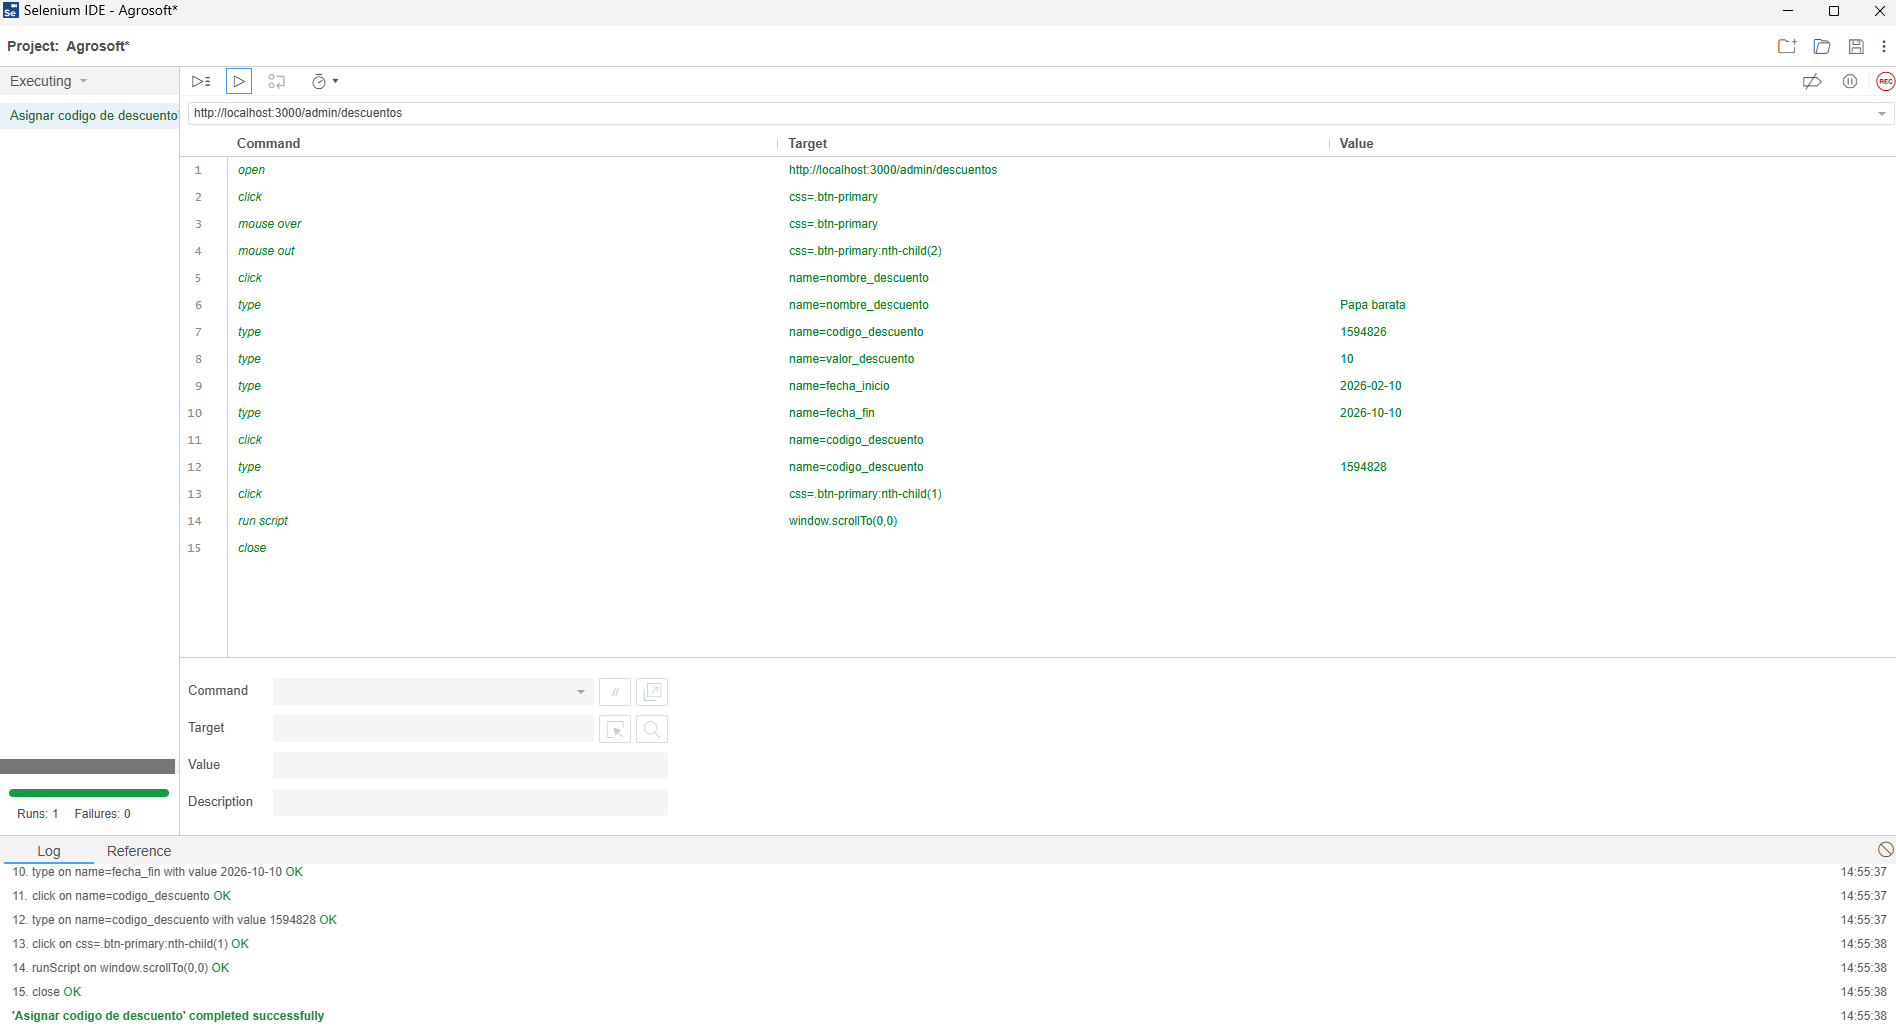 Selenium IDE - Agrosoft*
Project: Agrosoft*
Executing
Asignar codigo de descuento*
http://localhost:3000/admin/descuentos
Command Target Value
1 open http://localhost:3000/admin/descuentos
2 click css=.btn-primary
3 mouse over css=.btn-primary
4 mouse out css=.btn-primary:nth-child(2)
5 click name=nombre_descuento
6 type name=nombre_descuento Papa barata
7 type name=codigo_descuento 1594826
8 type name=valor_descuento 10
9 type name=fecha_inicio 2026-02-10
10 type name=fecha_fin 2026-10-10
11 click name=codigo_descuento
12 type name=codigo_descuento 1594828
13 click css=.btn-primary:nth-child(1)
14 run script window.scrollTo(0,0)
15 close
Command //
Target
Value
Description
Runs: 1 Failures: 0
Log Reference
10. type on name=fecha_fin with value 2026-10-10 OK 14:55:37
11. click on name=codigo_descuento OK 14:55:37
12. type on name=codigo_descuento with value 1594828 OK 14:55:37
13. click on css=.btn-primary:nth-child(1) OK 14:55:38
14. runScript on window.scrollTo(0,0) OK 14:55:38
15. close OK 14:55:38
'Asignar codigo de descuento' completed successfully 14:55:38
Se
REC